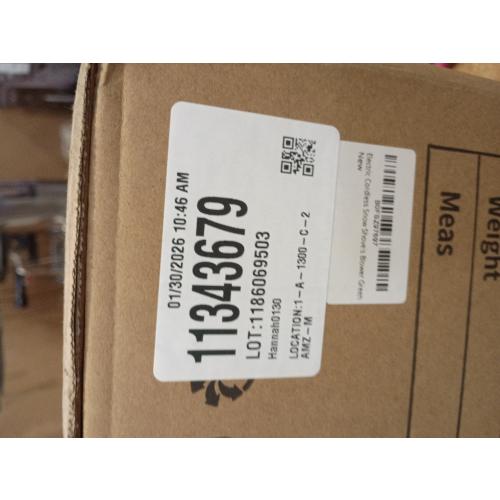 01/30/2026 10:46 AM
11343679
LOT:1186069503
Hannah0130
LOCATION:1-A-1300-C-2
AMZ-M
Electric Cordless Snow Shovel Blower Green
New
Weight
Meas